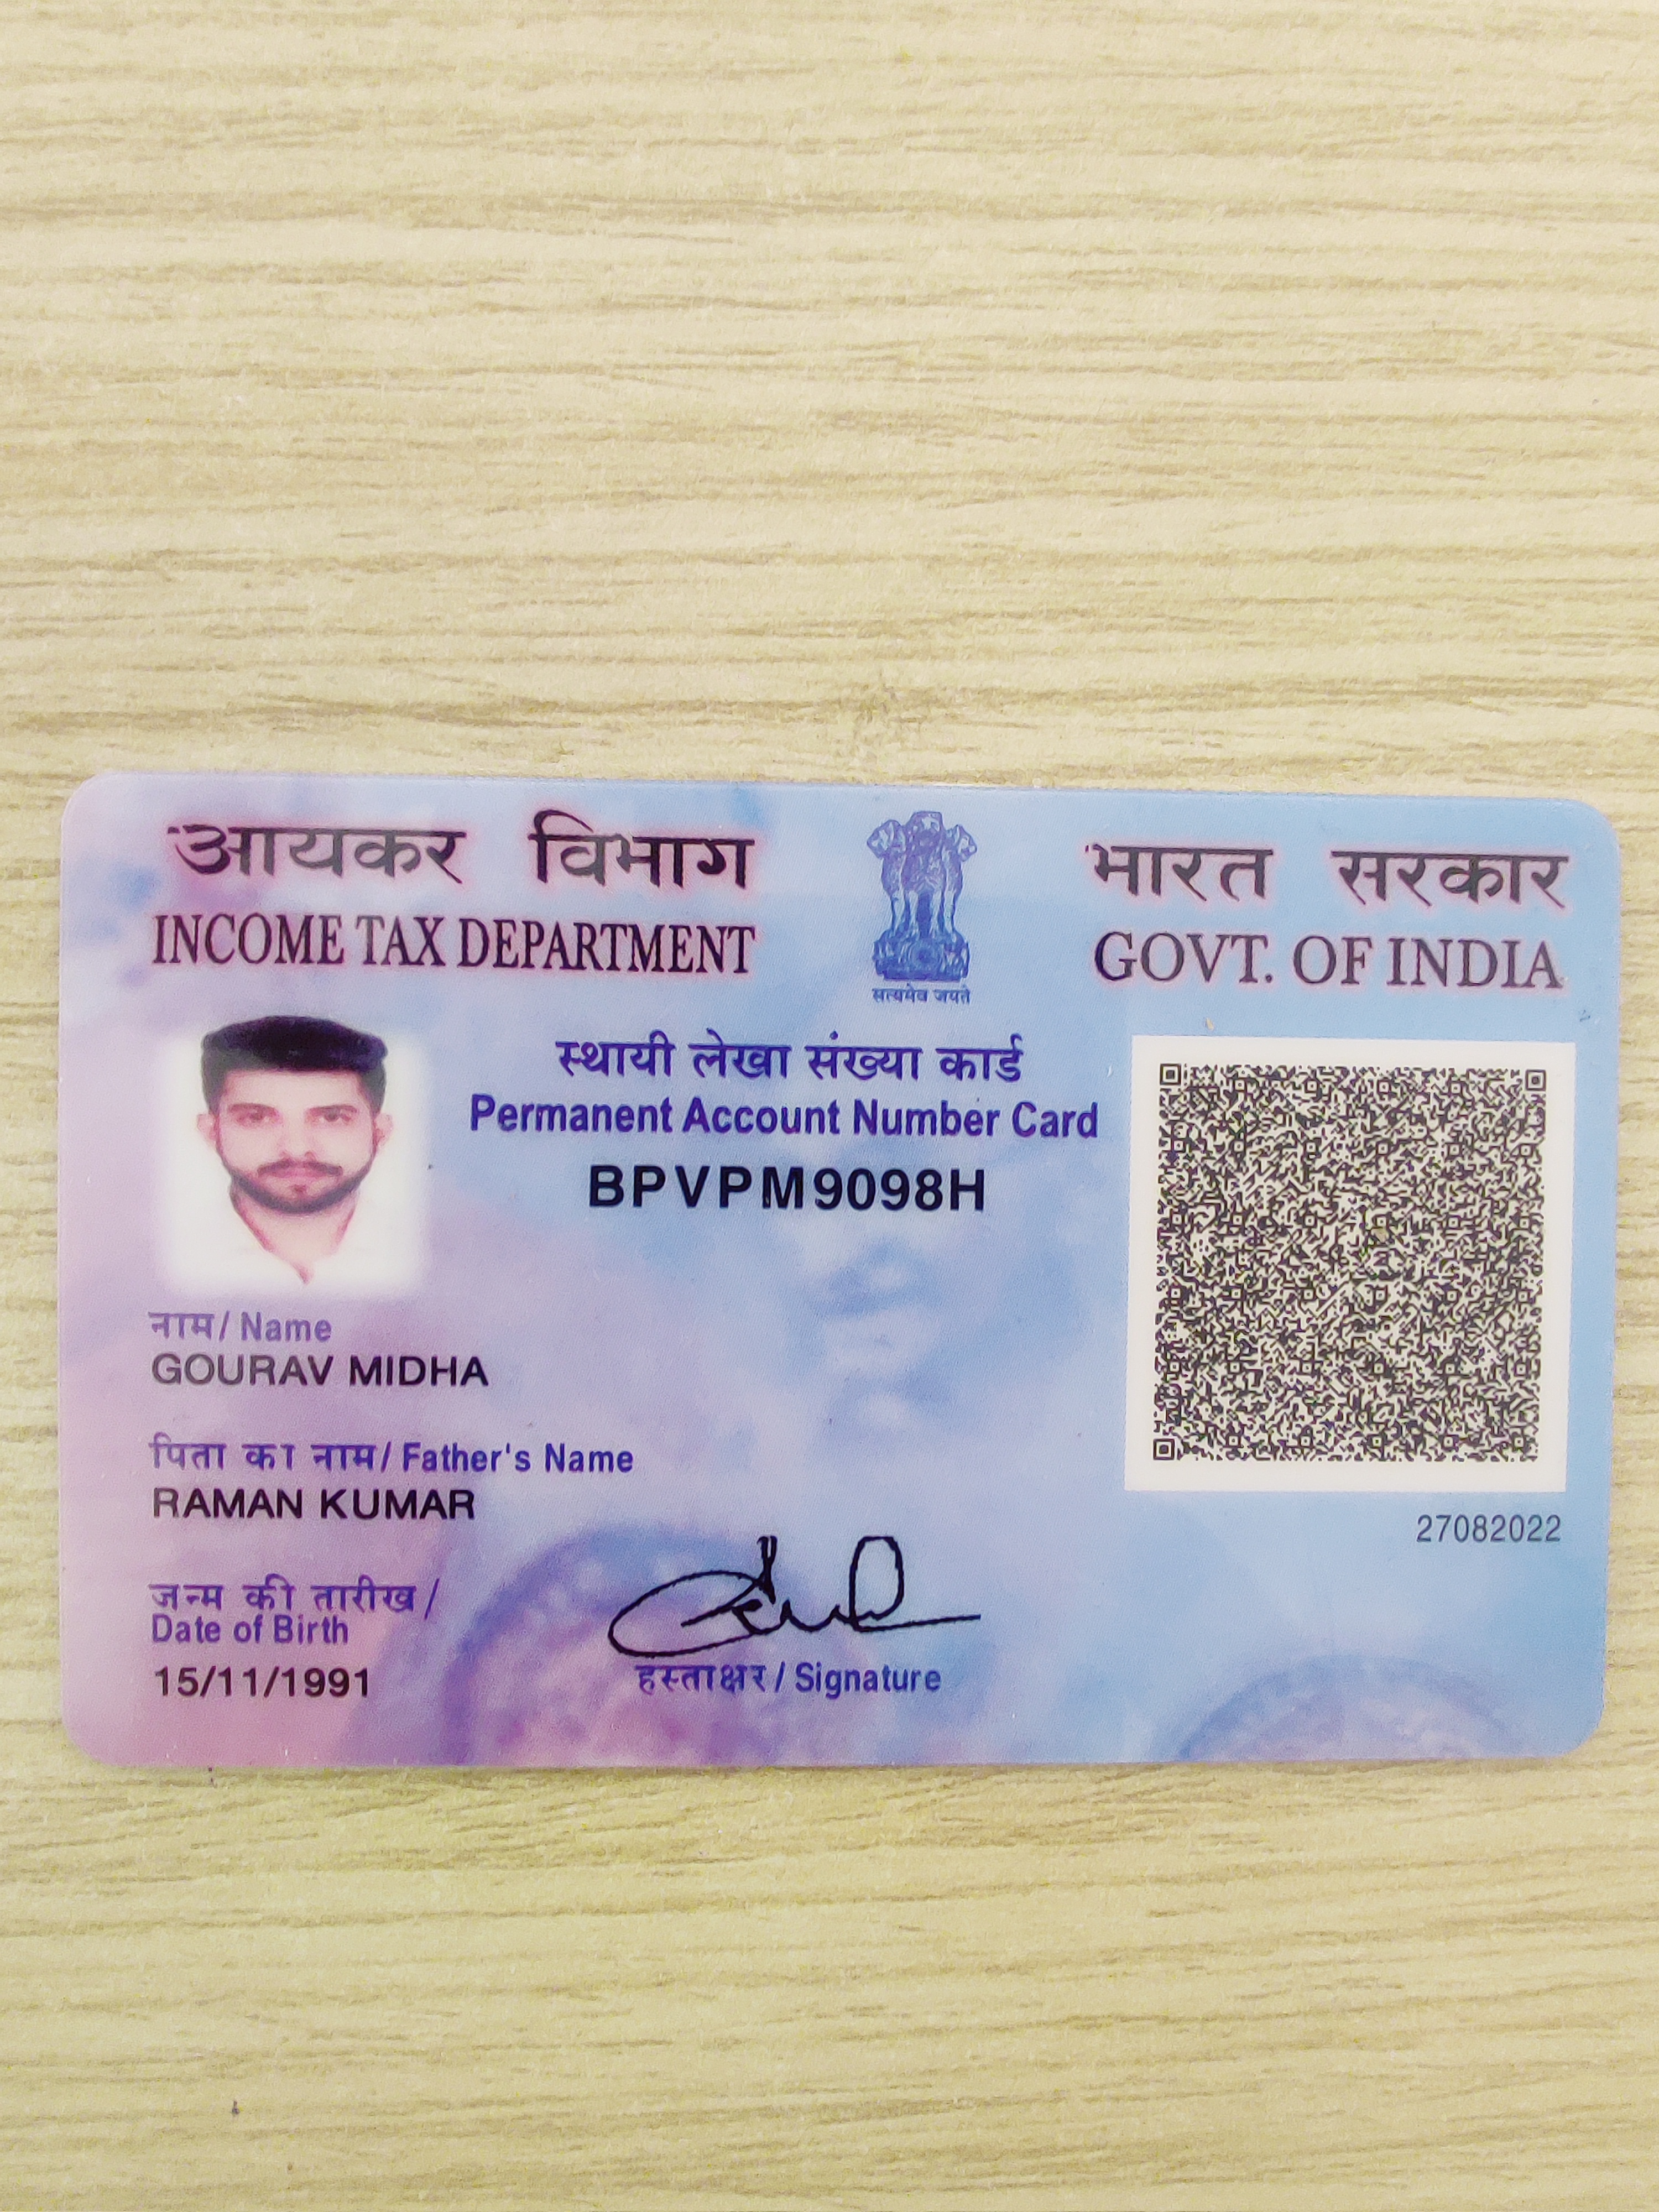 आयकर विभाग
INCOME TAX DEPARTMENT
सत्यमेव जयते
भारत सरकार
GOVT. OF INDIA
स्थायी लेखा संख्या कार्ड
Permanent Account Number Card
BPVPM9098H
नाम / Name
GOURAV MIDHA
पिता का नाम / Father's Name
RAMAN KUMAR
27082022
जन्म की तारीख /
Date of Birth
15/11/1991
हस्ताक्षर / Signature